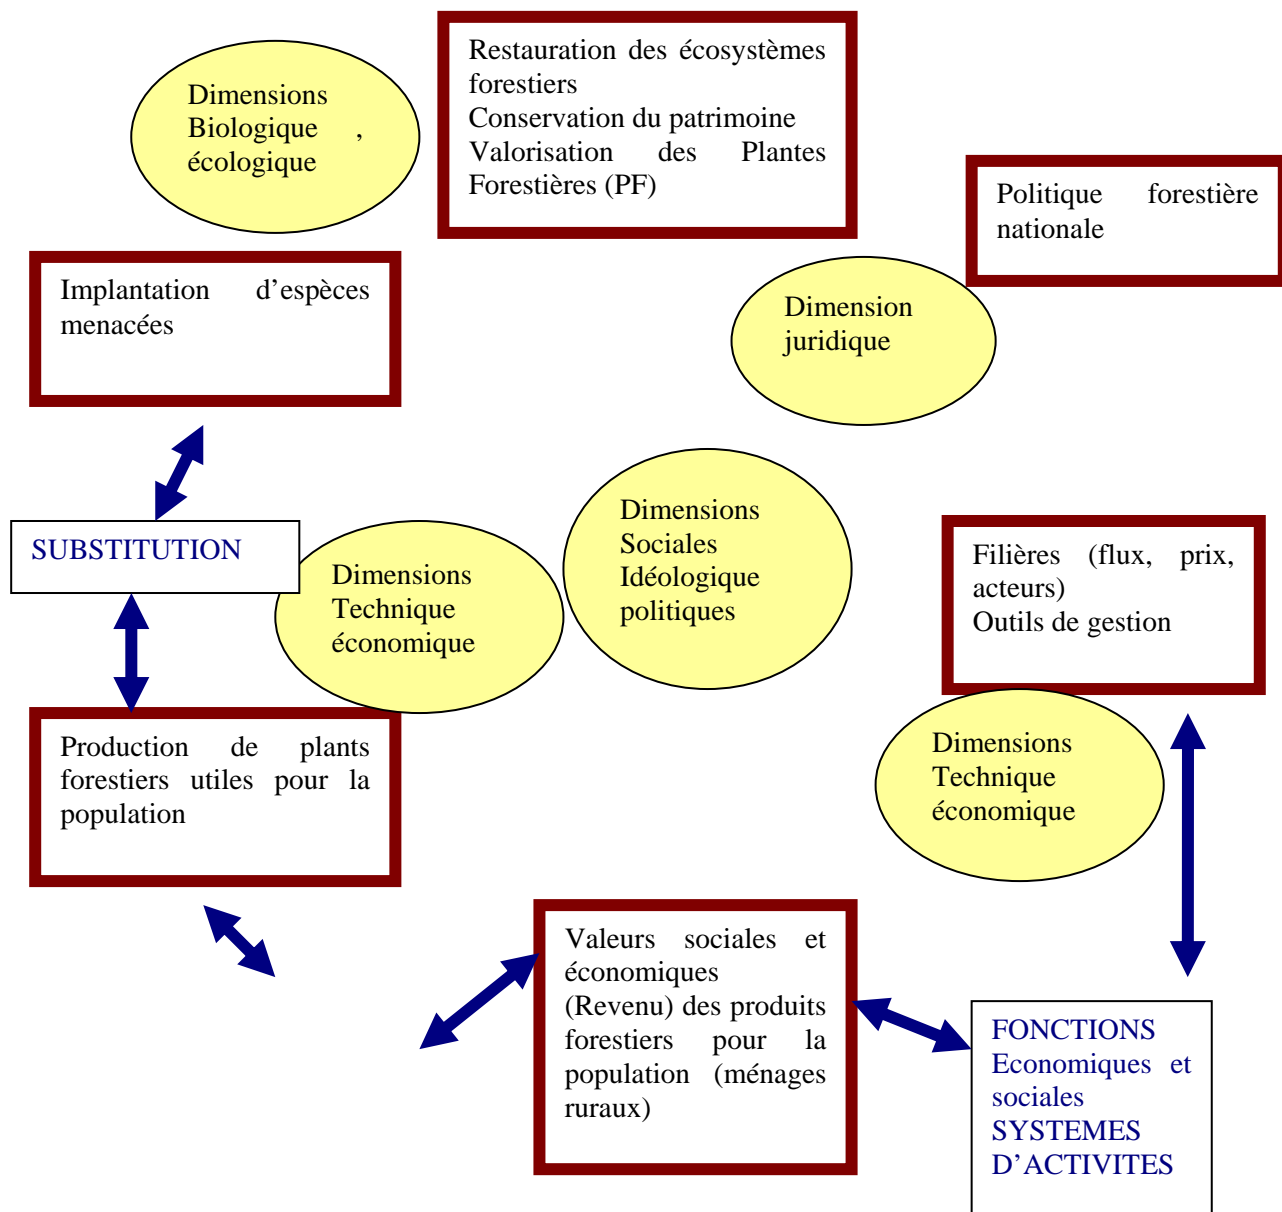 Restauration des écosystèmes
forestiers
Conservation du patrimoine
Valorisation des Plantes
Forestières (PF)
Dimensions
Biologique ,
écologique
Politique forestière
nationale
Implantation d’espèces
menacées
Dimension
juridique
Dimensions
Sociales
Idéologique
politiques
SUBSTITUTION
Dimensions
Technique
économique
Filières (flux, prix,
acteurs)
Outils de gestion
Production de plants
forestiers utiles pour la
population
Dimensions
Technique
économique
Valeurs sociales et
économiques
(Revenu) des produits
forestiers pour la
population (ménages
ruraux)
FONCTIONS
Economiques et
sociales
SYSTEMES
D’ACTIVITES